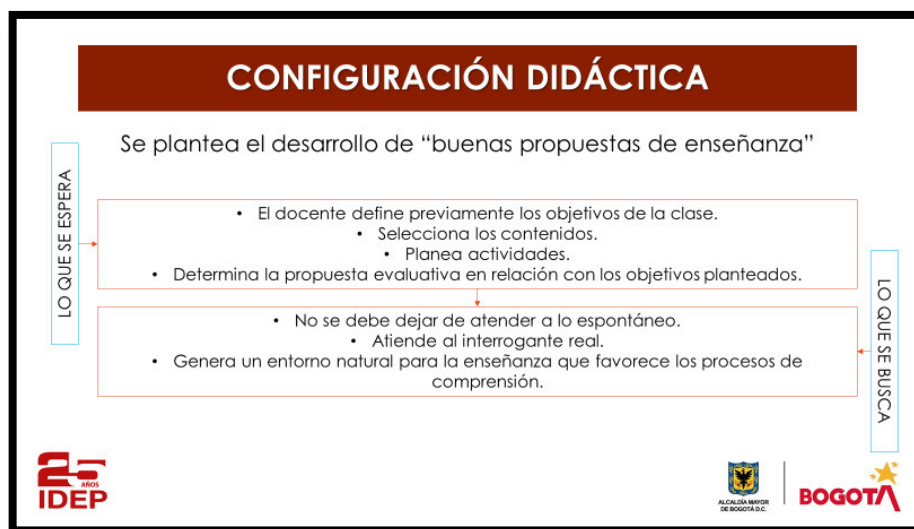 CONFIGURACIÓN DIDÁCTICA
Se plantea el desarrollo de “buenas propuestas de enseñanza”
LO QUE SE ESPERA
• El docente define previamente los objetivos de la clase.
• Selecciona los contenidos.
• Planea actividades.
• Determina la propuesta evaluativa en relación con los objetivos planteados.
LO QUE SE BUSCA
• No se debe dejar de atender a lo espontáneo.
• Atiende al interrogante real.
• Genera un entorno natural para la enseñanza que favorece los procesos de
comprensión.
25
AÑOS
IDEP
ALCALDÍA MAYOR
DE BOGOTÁ D.C.
BOGOTÁ